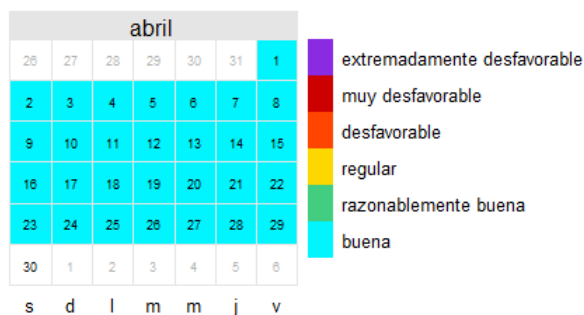 abril
26 27 28 29 30 31 1
2 3 4 5 6 7 8
9 10 11 12 13 14 15
16 17 18 19 20 21 22
23 24 25 26 27 28 29
30 1 2 3 4 5 6
s d l m m j v
extremadamente desfavorable
muy desfavorable
desfavorable
regular
razonablemente buena
buena